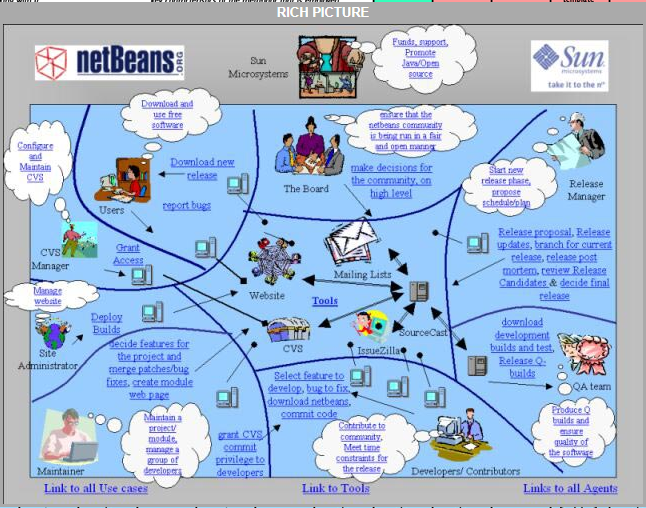 RICH PICTURE
netBeans.ORG
Sun
Microsystems
Funds, support,
Promote
Java/Open
source
Sun
microsystems
take it to the nth
Download and
use free
software
ensure that the
netbeans community
is being run in a fair
and open manner
Configure
and
Maintain
CVS
Download new
release
Users
report bugs
The Board
make decisions for
the community, on
high level
Start new
release phase,
propose
schedule/plan
Release
Manager
CVS
Manager
Grant
Access
Mailing Lists
Release proposal, Release
updates, branch for current
release, release post
mortem, review Release
Candidates & decide final
release
Manage
website
Website
Tools
Deploy
Builds
Site
Administrator
CVS
IssueZilla
SourceCast
decide features for
the project and
merge patches/bug
fixes, create module
web page
download
development
builds and test,
Release Q-
builds
QA team
Select feature to
develop, bug to fix,
download netbeans,
commit code
Maintain a
project/
module,
manage a
group of
developers
grant CVS
commit
privilege to
developers
Contribute to
community,
Meet time
constraints for
the release
Produce Q
builds and
ensure
quality of
the software
Maintainer
Developers/ Contributors
Link to all Use cases
Link to Tools
Links to all Agents